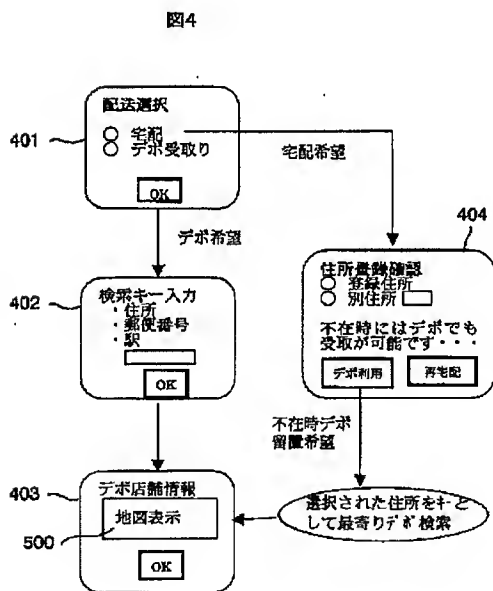 図4
401
配送選択
○ 宅配
○ デポ受取り
OK
宅配希望
デポ希望
402
検索キー入力
・住所
・郵便番号
・駅
OK
404
住所登録確認
○ 登録住所
○ 別住所
不在時にはデポでも
受取が可能です・・・
デポ利用
再宅配
不在時デポ
留置希望
403
デポ店舗情報
地図表示
500
OK
選択された住所をキーと
して最寄りデポ検索